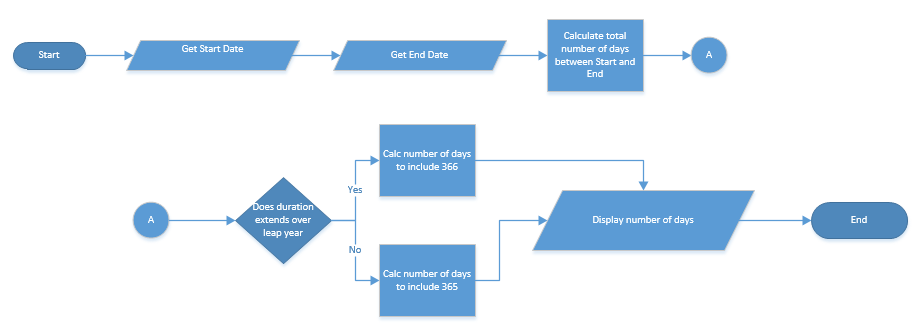 Start
Get Start Date
Get End Date
Calculate total
number of days
between Start and
End
A
A
Does duration
extends over
leap year
Yes
No
Calc number of days
to include 366
Calc number of days
to include 365
Display number of days
End